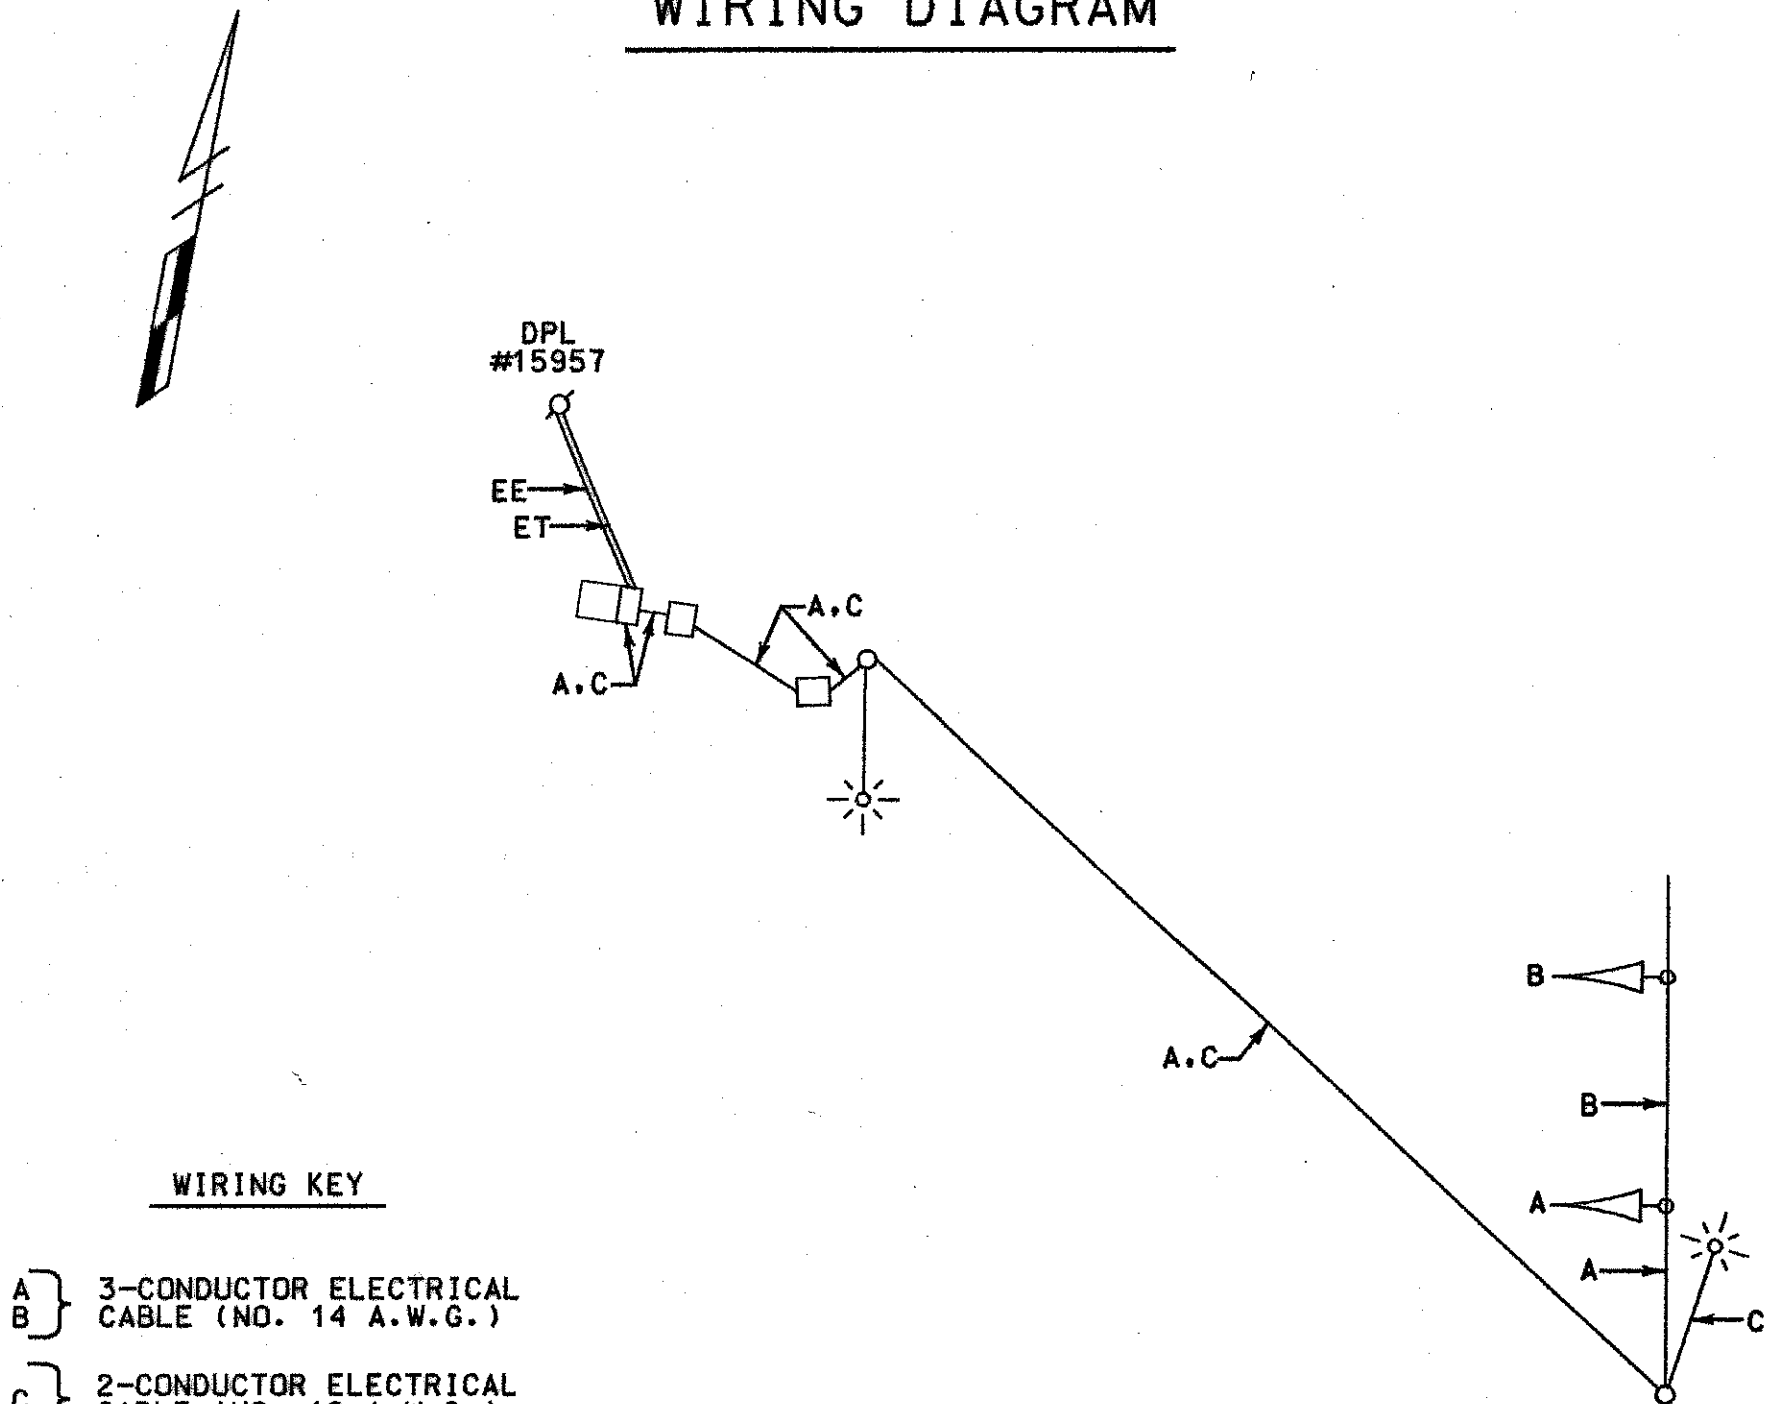 WIRING DIAGRAM
DPL
#15957
EE
ET
A.C
A.C
B
A.C
B
A
A
C
WIRING KEY
A
B
3-CONDUCTOR ELECTRICAL
CABLE (NO. 14 A.W.G.)
C
2-CONDUCTOR ELECTRICAL